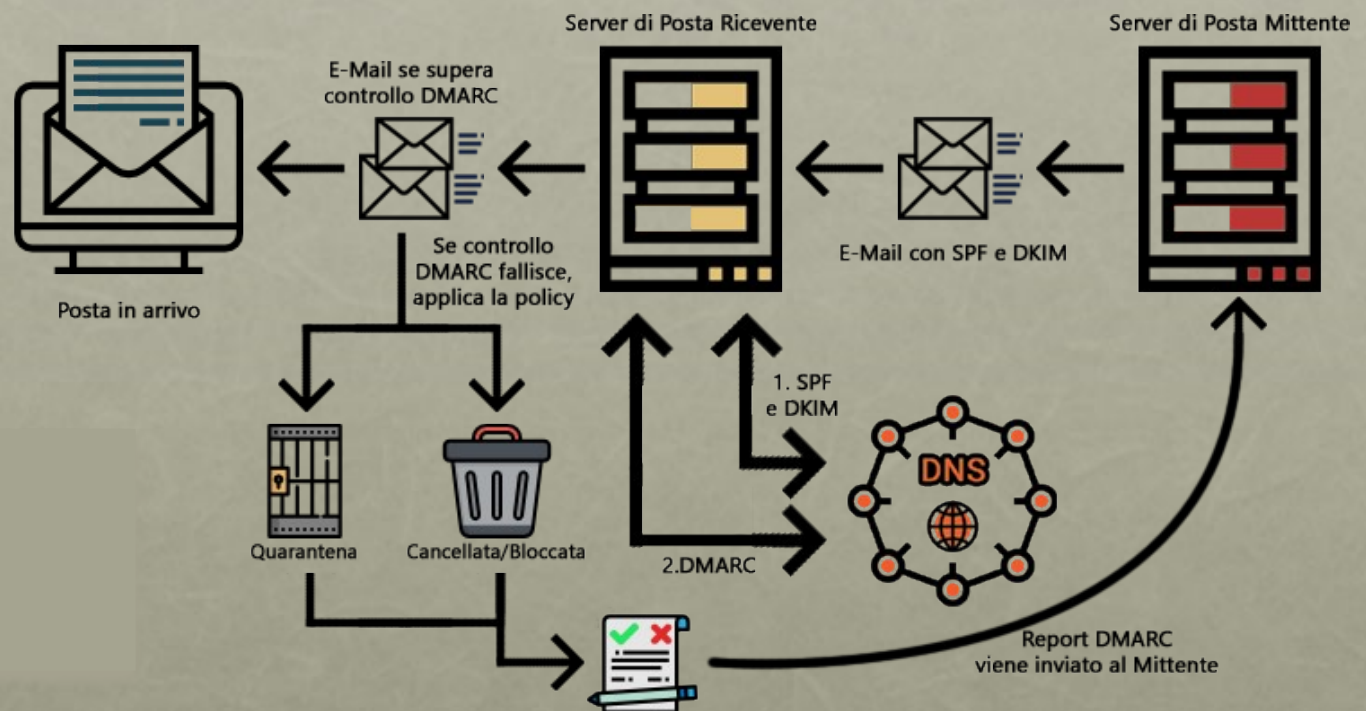 Server di Posta Ricevente
Server di Posta Mittente
E-Mail se supera
controllo DMARC
E-Mail con SPF e DKIM
Se controllo
DMARC fallisce,
applica la policy
Posta in arrivo
1. SPF
e DKIM
DNS
Quarantena
Cancellata/Bloccata
2.DMARC
Report DMARC
viene inviato al Mittente